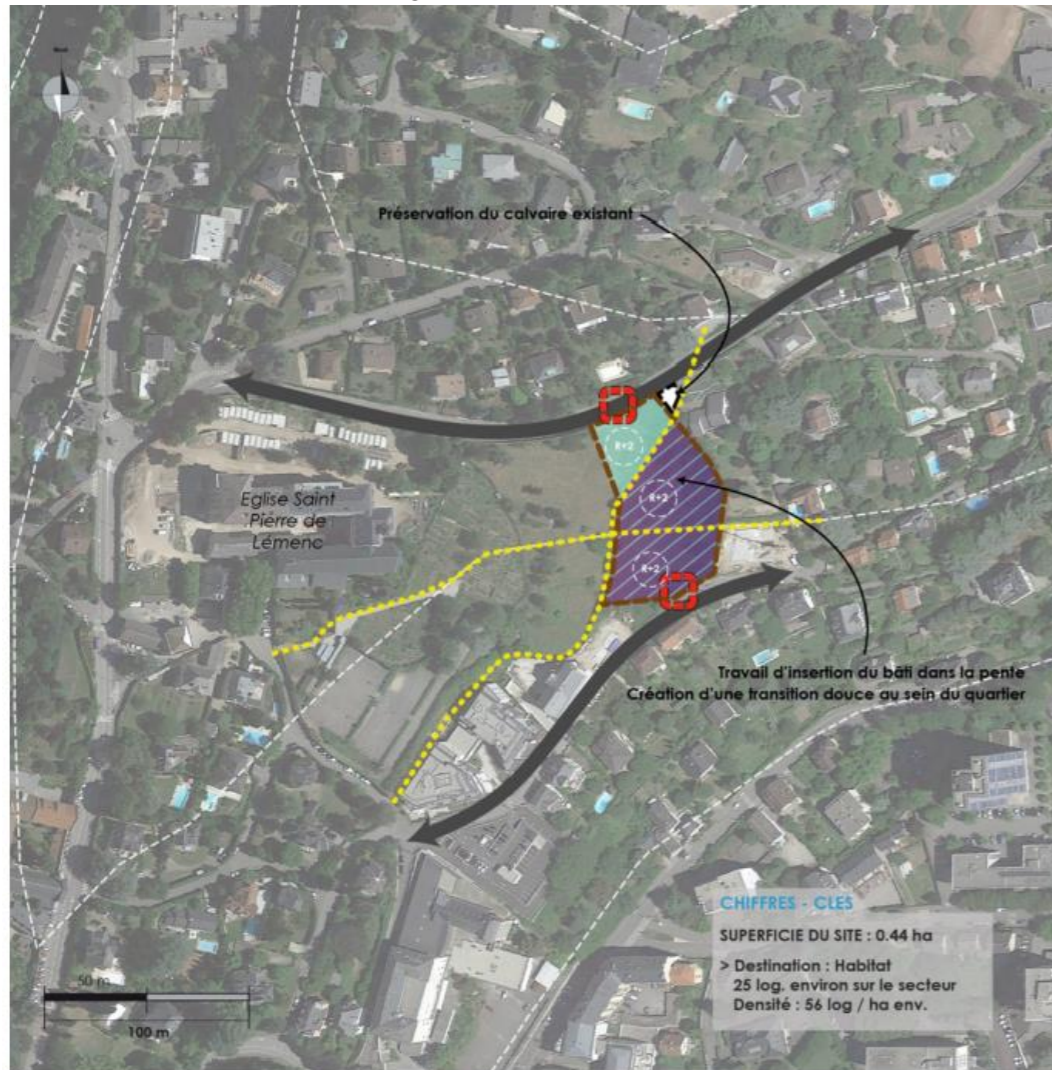 Préservation du calvaire existant
R+2
R+2
Eglise Saint
Pierre de
Lémenc
R+2
Travail d'insertion du bâti dans la pente
Création d'une transition douce au sein du quartier
CHIFFRES - CLES
SUPERFICIE DU SITE : 0.44 ha
> Destination : Habitat
25 log. environ sur le secteur
Densité : 56 log / ha env.
50 m
100 m